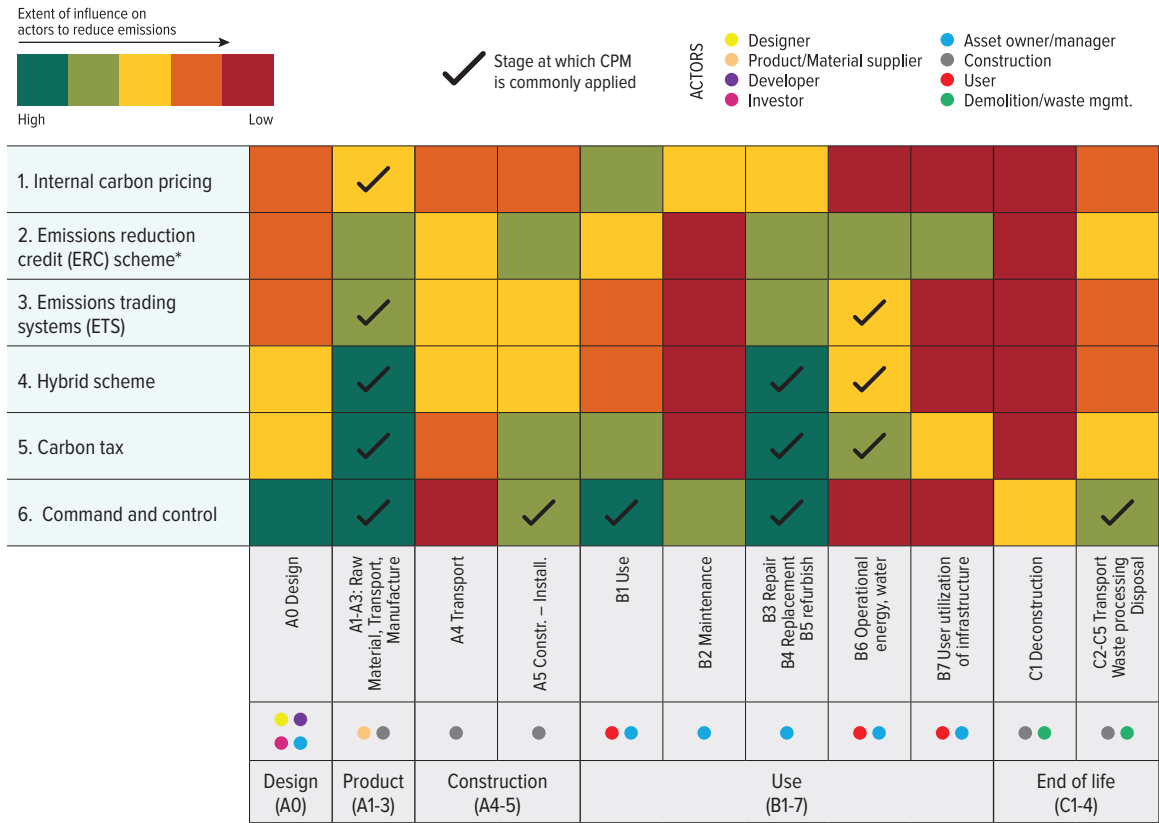 Extent of influence on
actors to reduce emissions
High
Low
Stage at which CPM
is commonly applied
ACTORS
Designer
Product/Material supplier
Developer
Investor
Asset owner/manager
Construction
User
Demolition/waste mgmt.
1. Internal carbon pricing
2. Emissions reduction
credit (ERC) scheme*
3. Emissions trading
systems (ETS)
4. Hybrid scheme
5. Carbon tax
6. Command and control
A0 Design
A1-A3: Raw
Material, Transport,
Manufacture
A4 Transport
A5 Constr. – Install.
B1 Use
B2 Maintenance
B3 Repair
B4 Replacement
B5 refurbish
B6 Operational
energy, water
B7 User utilization
of infrastructure
C1 Deconstruction
C2-C5 Transport
Waste processing
Disposal
Design
(A0)
Product
(A1-3)
Construction
(A4-5)
Use
(B1-7)
End of life
(C1-4)